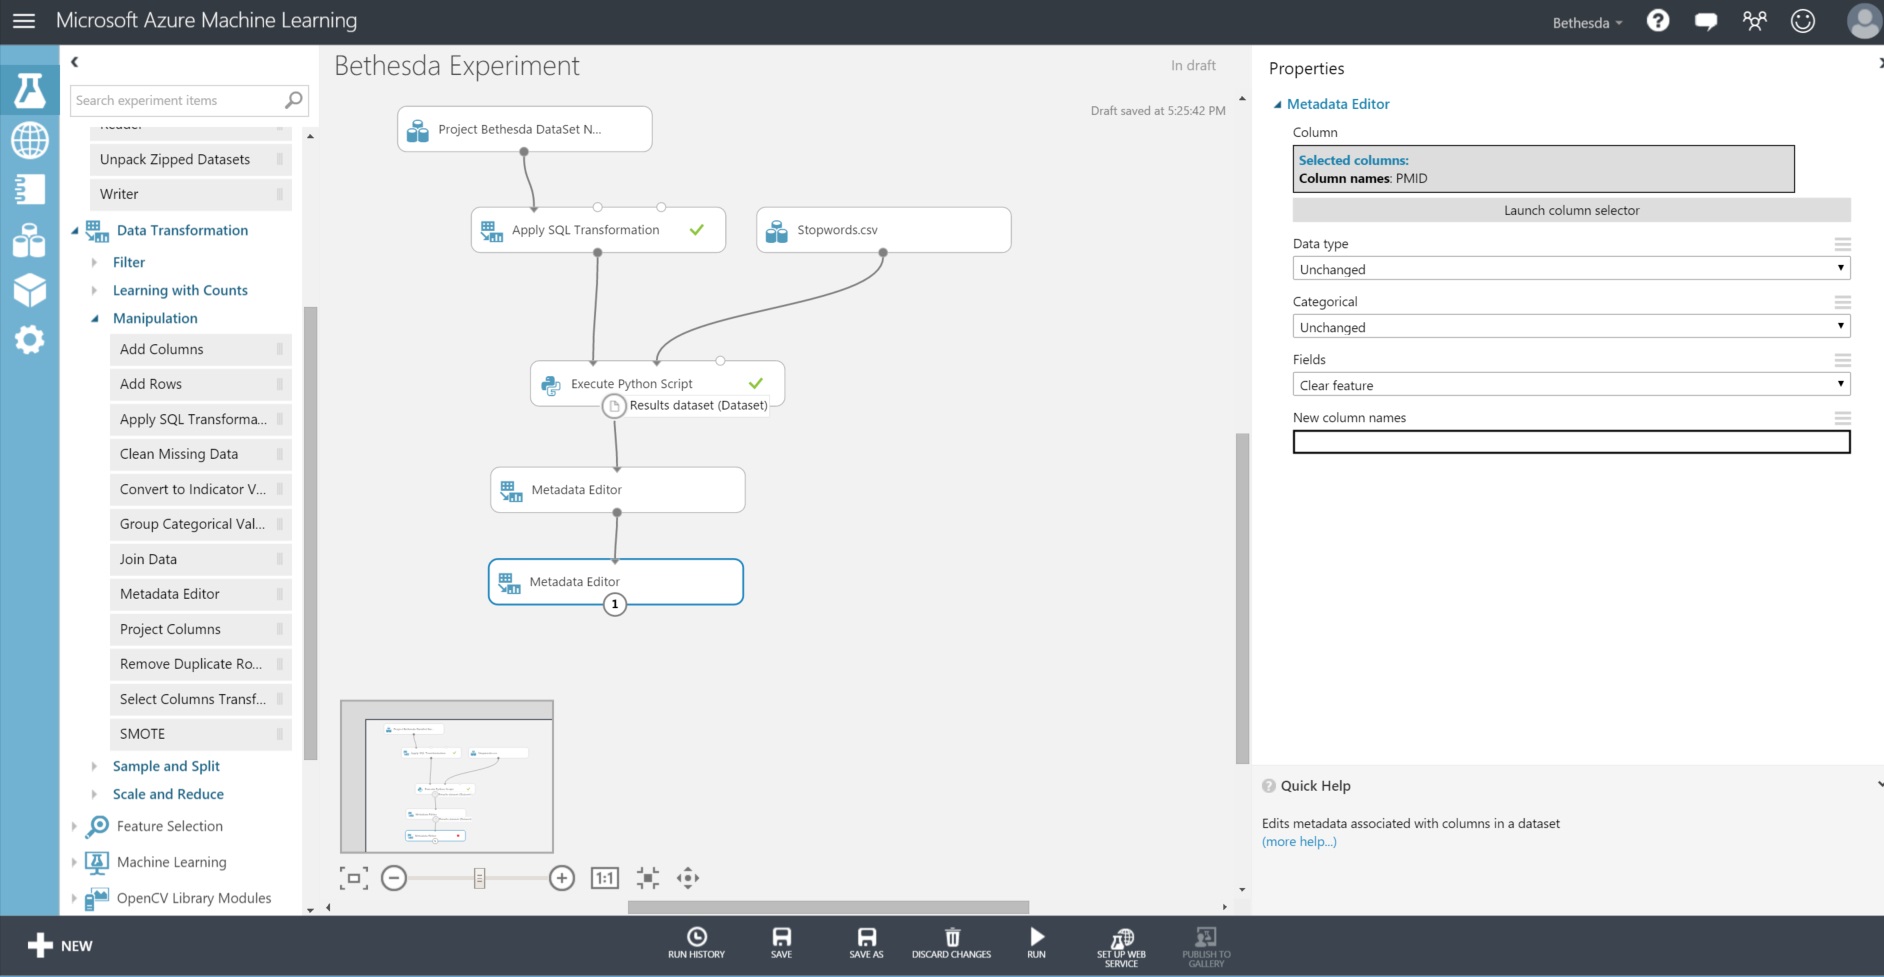 Microsoft Azure Machine Learning
Bethesda
Search experiment items
Reader
Unpack Zipped Datasets
Writer
Data Transformation
Filter
Learning with Counts
Manipulation
Add Columns
Add Rows
Apply SQL Transforma...
Clean Missing Data
Convert to Indicator V...
Group Categorical Val...
Join Data
Metadata Editor
Project Columns
Remove Duplicate Ro...
Select Columns Transf...
SMOTE
Sample and Split
Scale and Reduce
Feature Selection
Machine Learning
OpenCV Library Modules
Bethesda Experiment
In draft
Draft saved at 5:25:42 PM
Project Bethesda DataSet N...
Apply SQL Transformation
Stopwords.csv
Execute Python Script
Results dataset (Dataset)
Metadata Editor
Metadata Editor
1
1:1
Properties
Metadata Editor
Column
Selected columns:
Column names: PMID
Launch column selector
Data type
Unchanged
Categorical
Unchanged
Fields
Clear feature
New column names
Quick Help
Edits metadata associated with columns in a dataset
(more help...)
NEW
RUN HISTORY
SAVE
SAVE AS
DISCARD CHANGES
RUN
SET UP WEB
SERVICE
PUBLISH TO
GALLERY